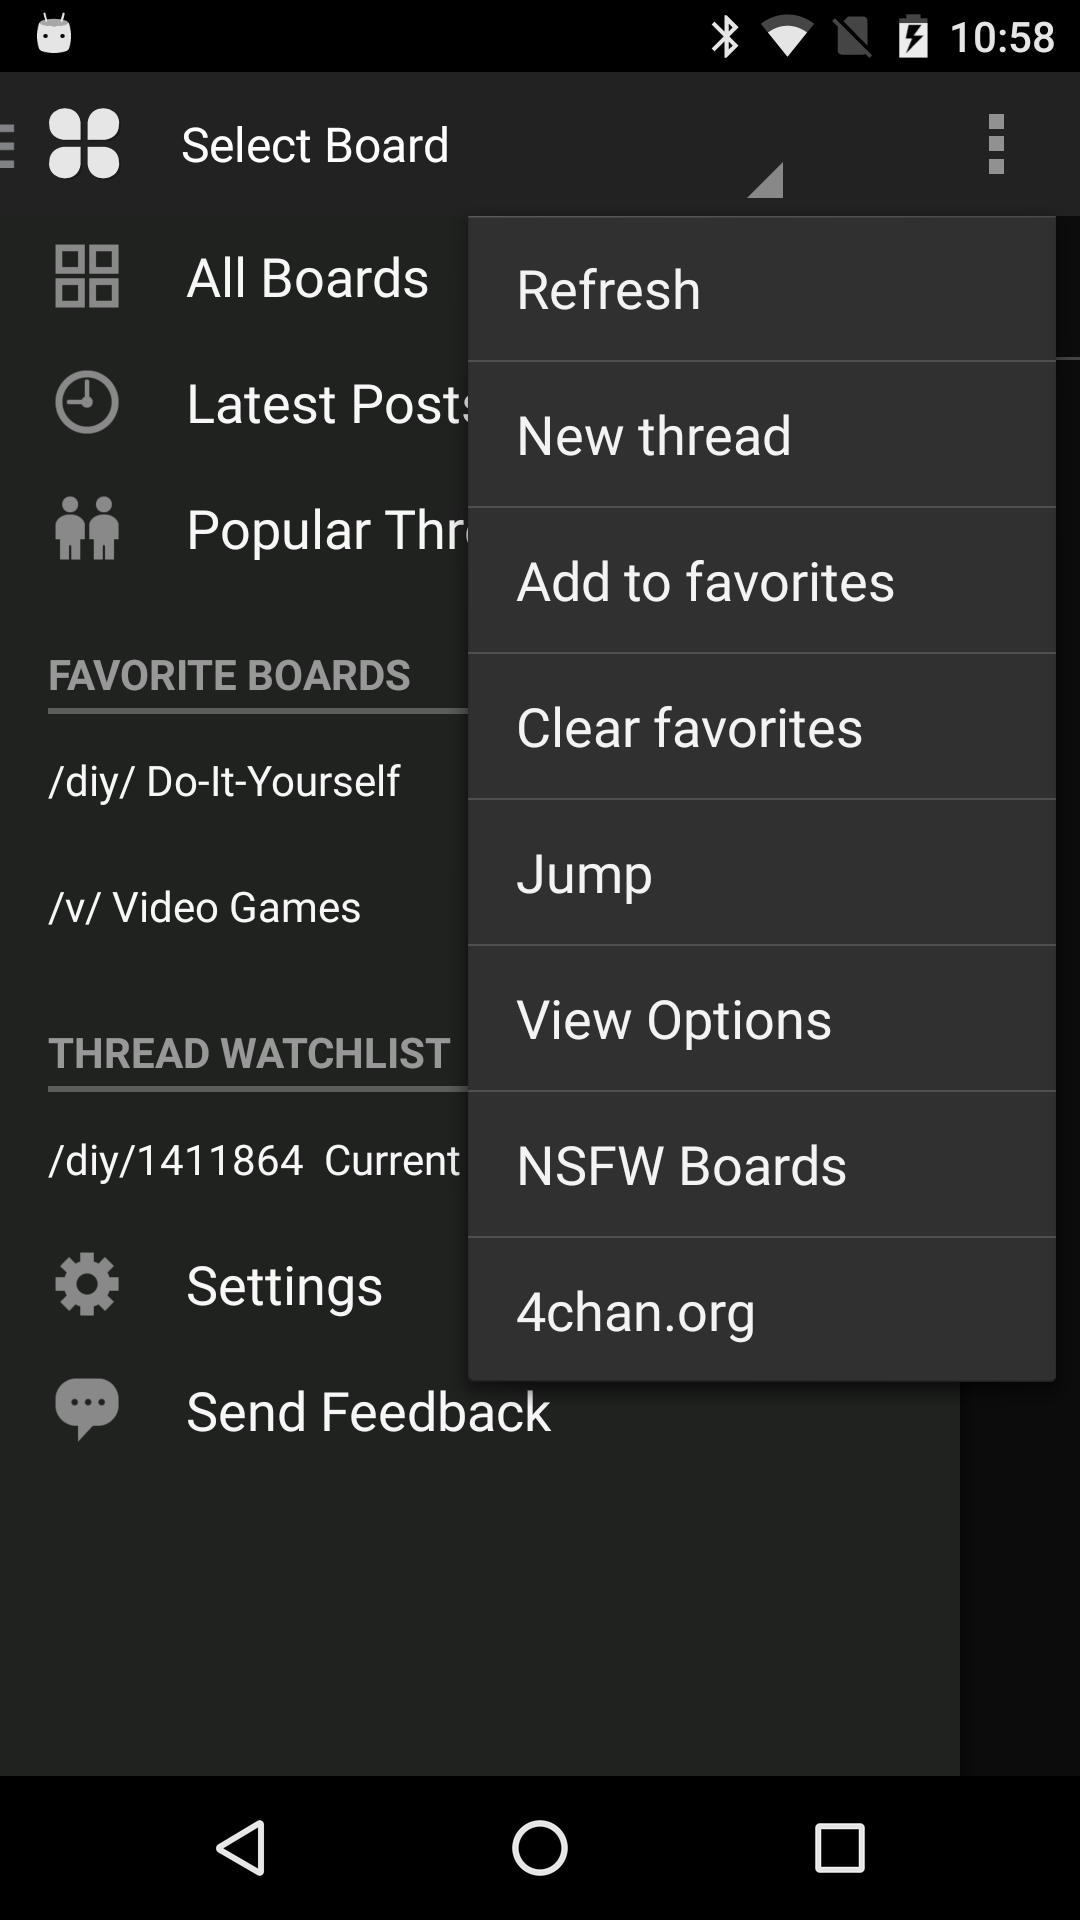 10:58
Select Board
All Boards
Latest Posts
Popular Thr
FAVORITE BOARDS
/diy/ Do-It-Yourself
/v/ Video Games
THREAD WATCHLIST
/diy/1411864 Current
Settings
Send Feedback
Refresh
New thread
Add to favorites
Clear favorites
Jump
View Options
NSFW Boards
4chan.org